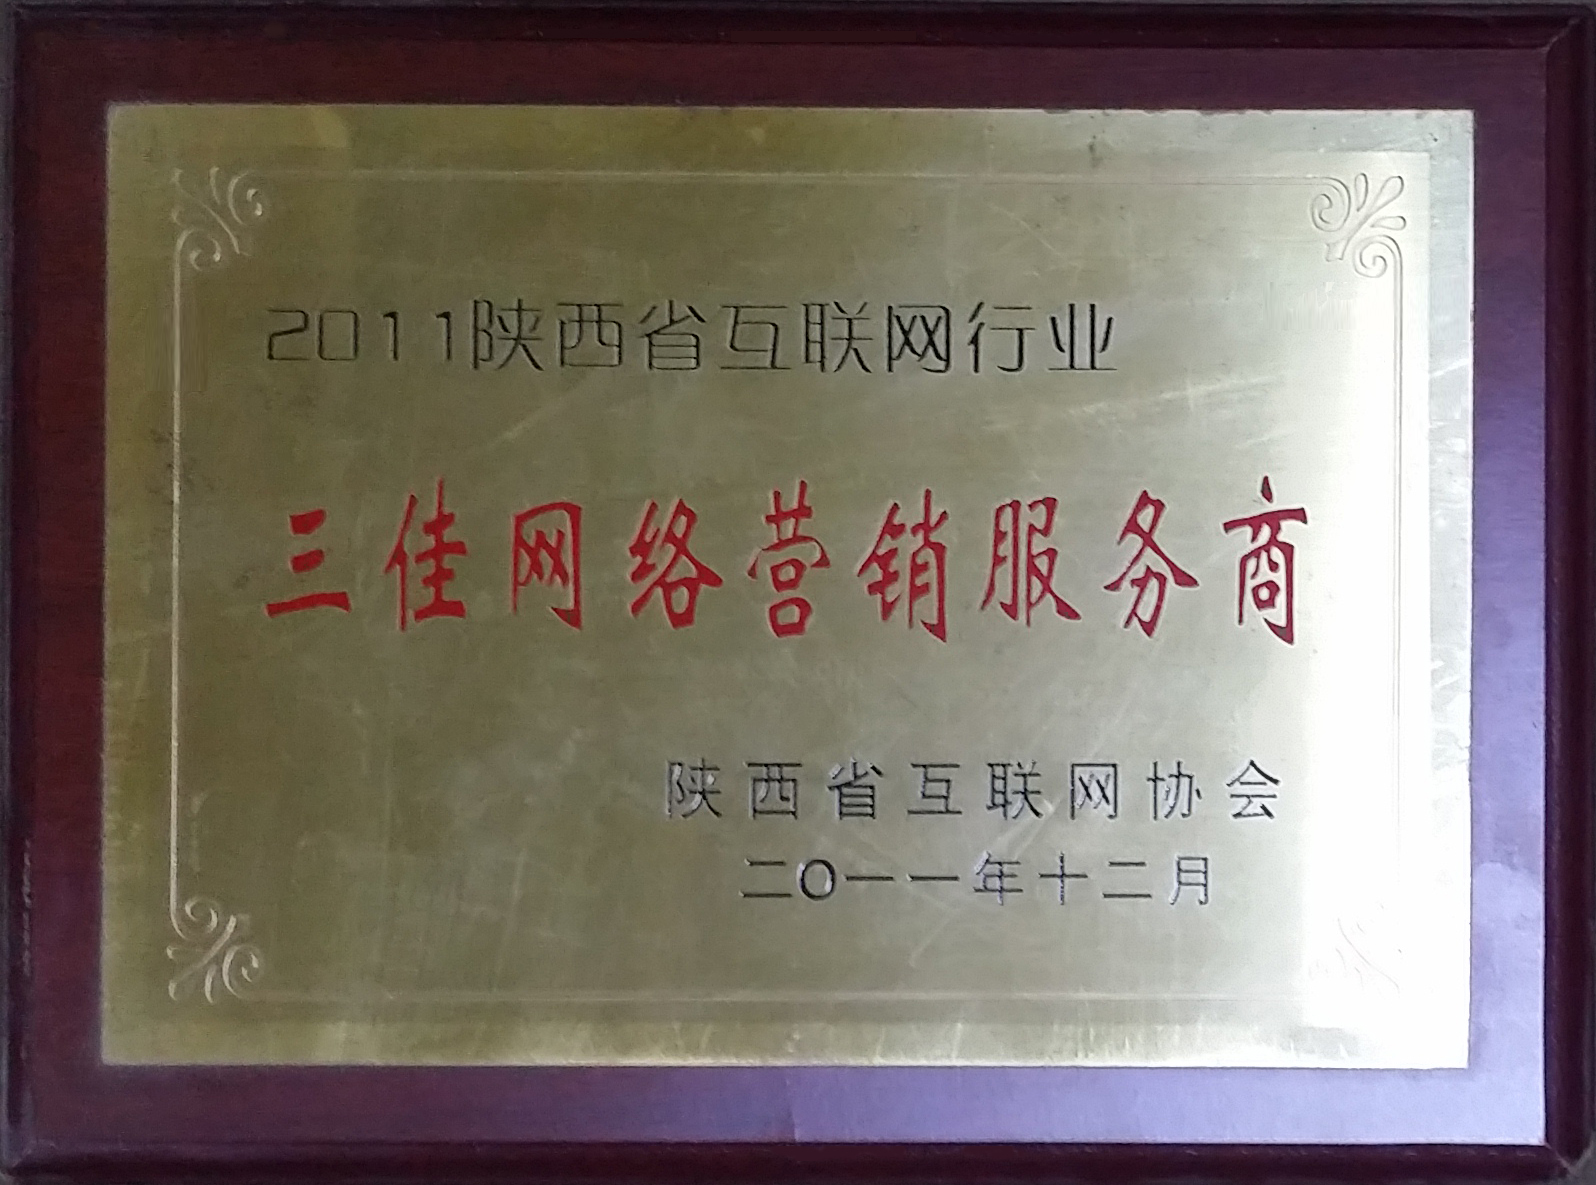 2011陕西省互联网行业
三佳网络营销服务商
陕西省互联网协会
二〇一一年十二月